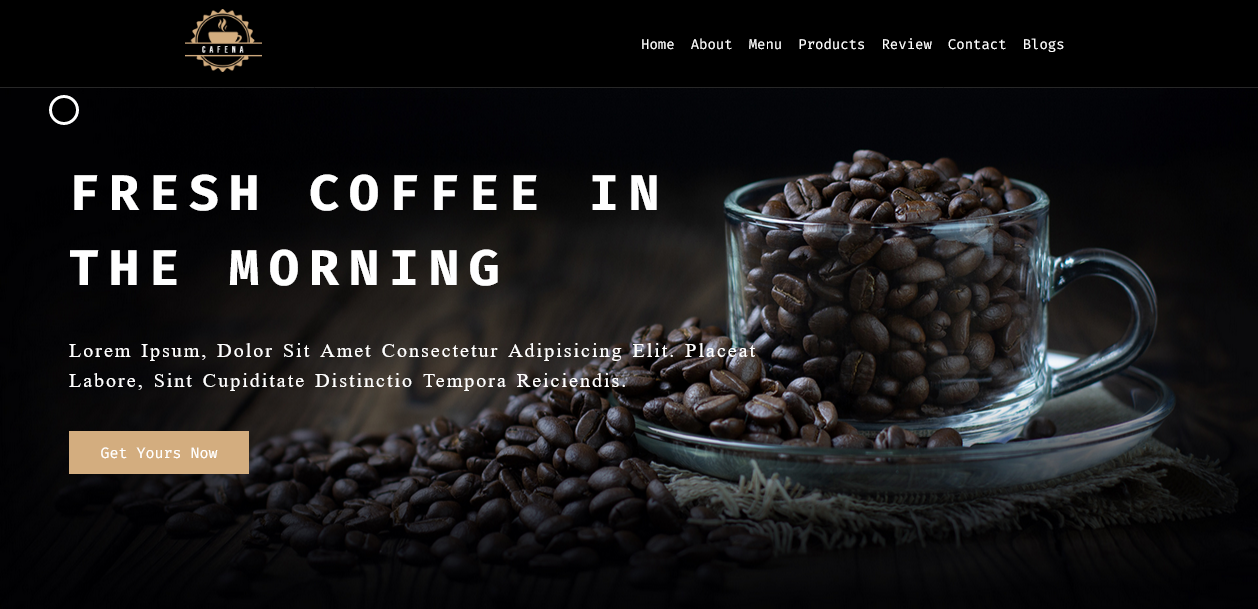 CAFENA
Home About Menu Products Review Contact Blogs
FRESH COFFEE IN
THE MORNING
Lorem Ipsum, Dolor Sit Amet Consectetur Adipisicing Elit. Placeat
Labore, Sint Cupiditate Distinctio Tempora Reiciendis.
Get Yours Now